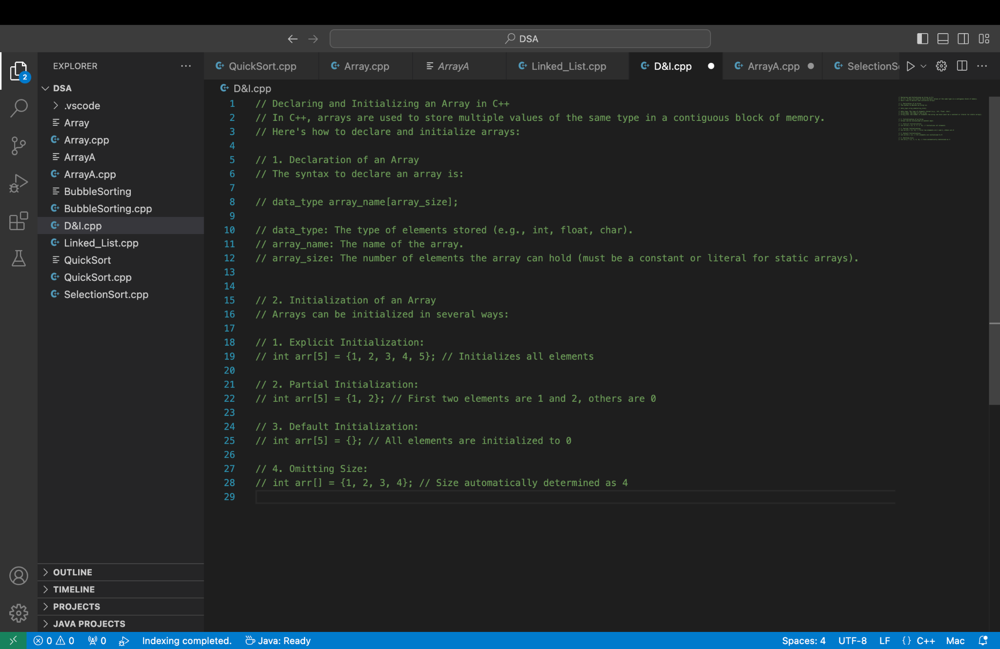 DSA
EXPLORER
QuickSort.cpp
Array.cpp
ArrayA
Linked_List.cpp
D&I.cpp
ArrayA.cpp
SelectionSo
2
DSA
.vscode
Array
Array.cpp
ArrayA
ArrayA.cpp
BubbleSorting
BubbleSorting.cpp
D&I.cpp
Linked_List.cpp
QuickSort
QuickSort.cpp
SelectionSort.cpp
OUTLINE
TIMELINE
PROJECTS
JAVA PROJECTS
D&I.cpp
1 // Declaring and Initializing an Array in C++
2 // In C++, arrays are used to store multiple values of the same type in a contiguous block of memory.
3 // Here's how to declare and initialize arrays:
4
5 // 1. Declaration of an Array
6 // The syntax to declare an array is:
7
8 // data_type array_name[array_size];
9
10 // data_type: The type of elements stored (e.g., int, float, char).
11 // array_name: The name of the array.
12 // array_size: The number of elements the array can hold (must be a constant or literal for static arrays).
13
14
15 // 2. Initialization of an Array
16 // Arrays can be initialized in several ways:
17
18 // 1. Explicit Initialization:
19 // int arr[5] = {1, 2, 3, 4, 5}; // Initializes all elements
20
21 // 2. Partial Initialization:
22 // int arr[5] = {1, 2}; // First two elements are 1 and 2, others are 0
23
24 // 3. Default Initialization:
25 // int arr[5] = {}; // All elements are initialized to 0
26
27 // 4. Omitting Size:
28 // int arr[] = {1, 2, 3, 4}; // Size automatically determined as 4
29
0 0 0 Indexing completed. Java: Ready Spaces: 4 UTF-8 LF {} C++ Mac